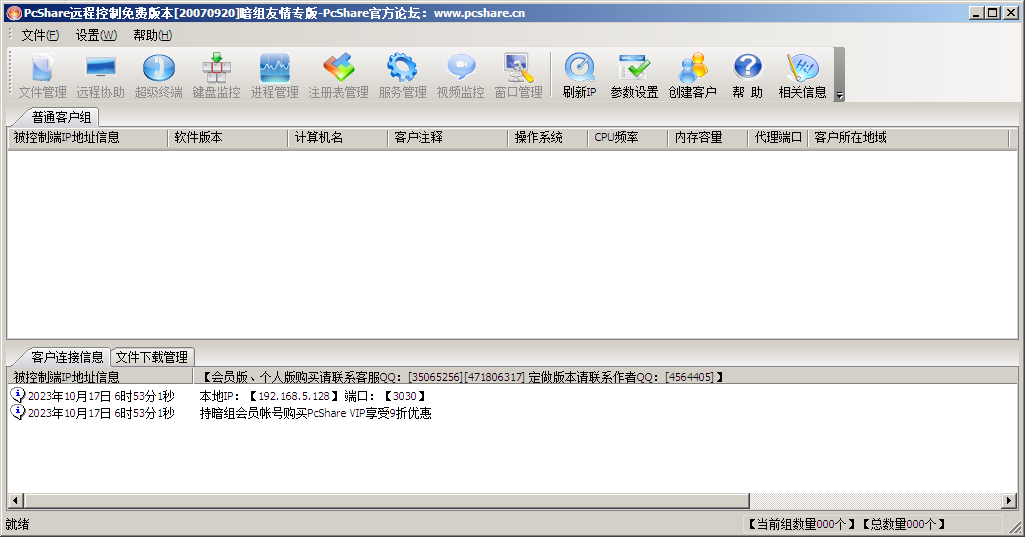 PcShare远程控制免费版本[20070920]暗组友情专版-PcShare官方论坛：www.pcshare.cn
文件(F) 设置(W) 帮助(H)
文件管理 远程协助 超级终端 键盘监控 进程管理 注册表管理 服务管理 视频监控 窗口管理 刷新IP 参数设置 创建客户 帮 助 相关信息
普通客户组
被控制端IP地址信息 软件版本 计算机名 客户注释 操作系统 CPU频率 内存容量 代理端口 客户所在地域
客户连接信息 文件下载管理
被控制端IP地址信息 【会员版、个人版购买请联系客服QQ：[35065256][471806317] 定做版本请联系作者QQ：[4564405]】
2023年10月17日 6时53分1秒 本地IP：【192.168.5.128】端口：【3030】
2023年10月17日 6时53分1秒 持暗组会员帐号购买PcShare VIP享受9折优惠
就绪 【当前组数量000个】【总数量000个】